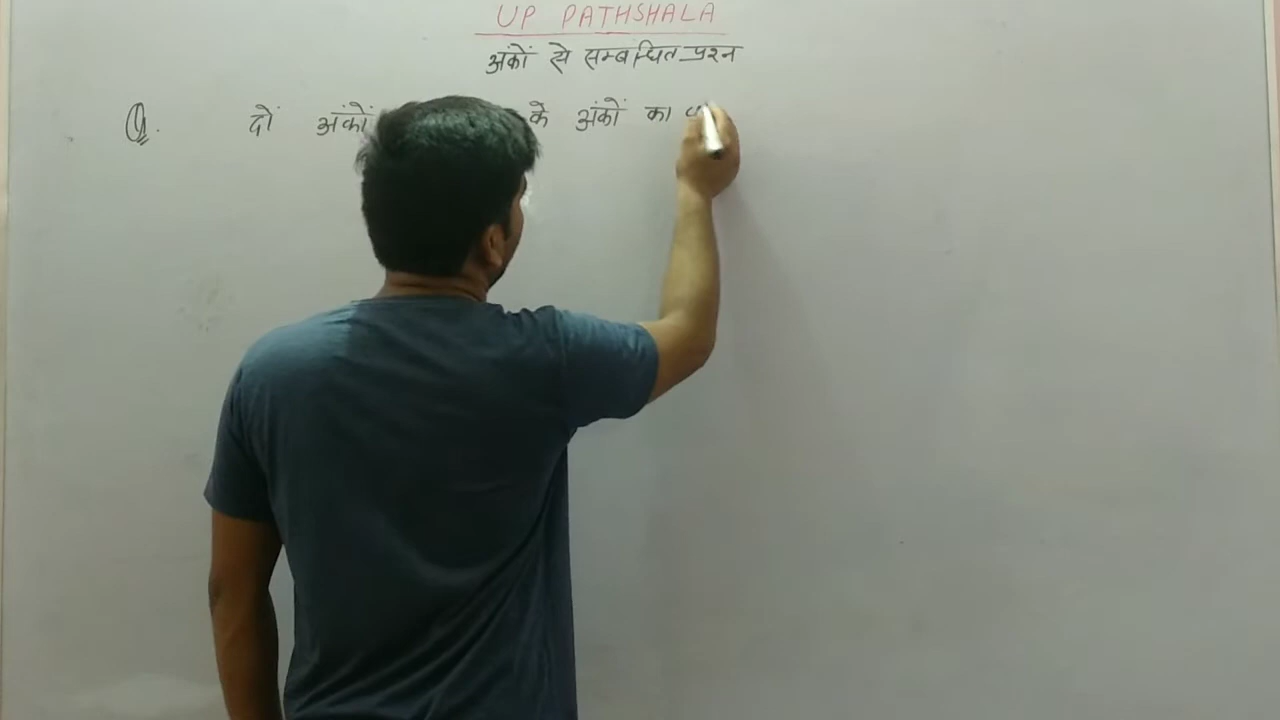 UP PATHSHALA
अंकों से सम्बन्धित प्रश्न
Q. दों अंकों के अंकों का